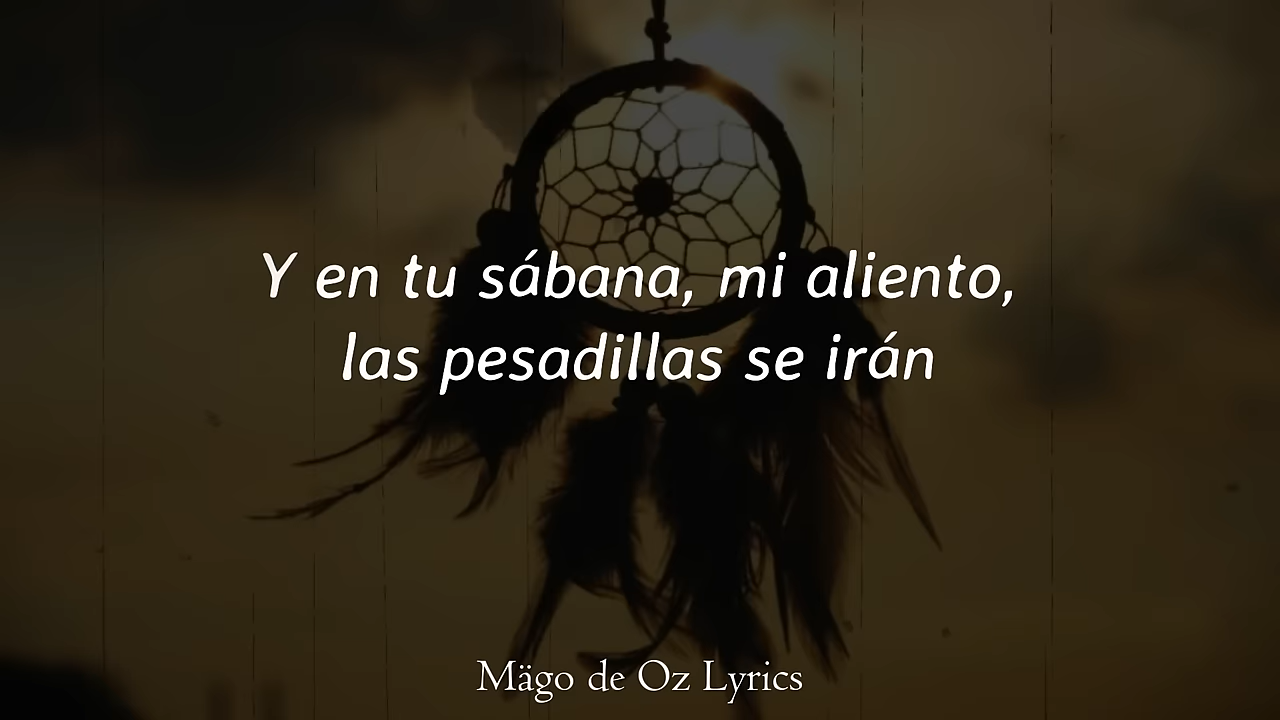 Y en tu sábana, mi aliento,
las pesadillas se irán
Mägo de Oz Lyrics